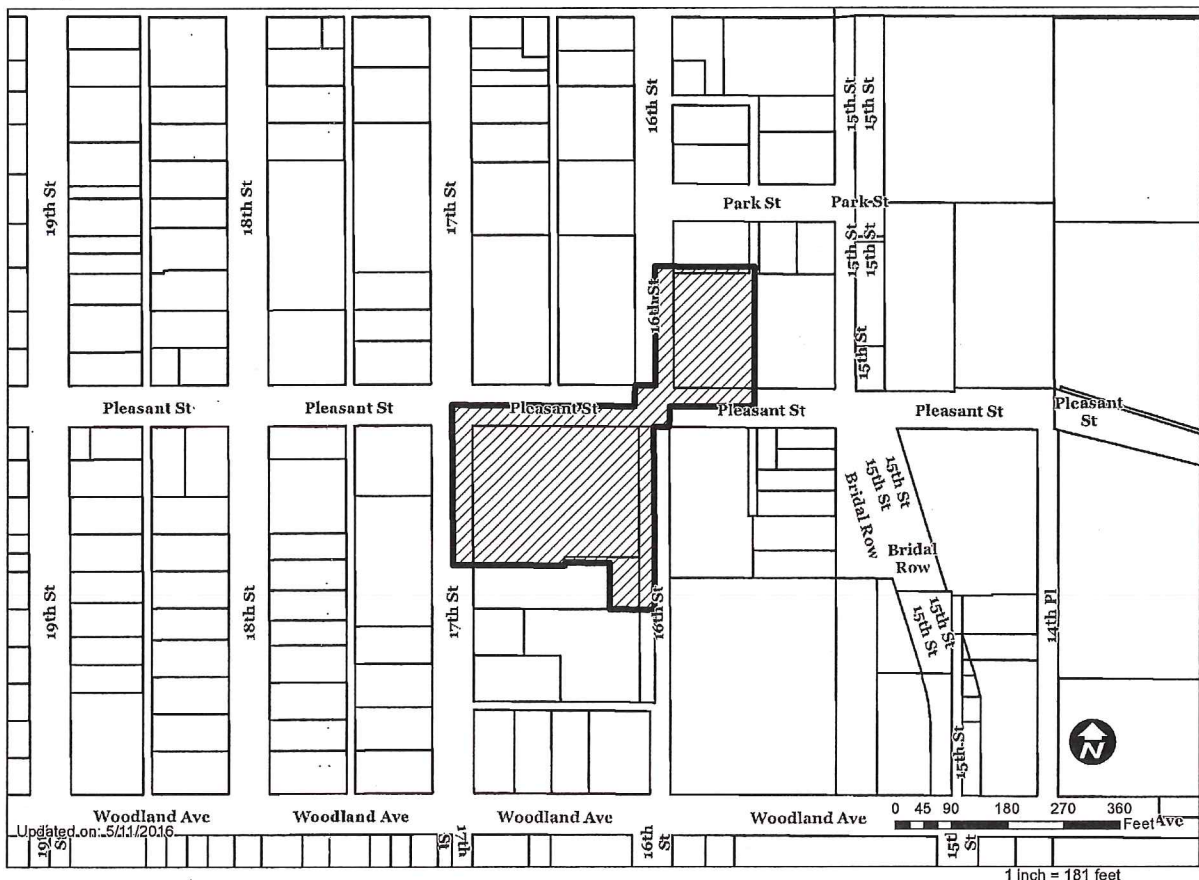 19th St
18th St
17th St
16th St
15th St
15th St
Park St
Park St
15th St
15th St
16th St
15th St
Pleasant St
Pleasant St
Pleasant St
Pleasant St
Pleasant St
Pleasant
St
15th St
15th St
Bridal Row
Bridal
Row
19th St
18th St
17th St
16th St
15th St
15th St
14th Pl
15th St
N
0 45 90 180 270 360
Feet
Woodland Ave
Woodland Ave
Woodland Ave
Woodland Ave
Ave
Updated on: 5/11/2016
19th
St
17th
St
16th
St
15th
St
1 inch = 181 feet